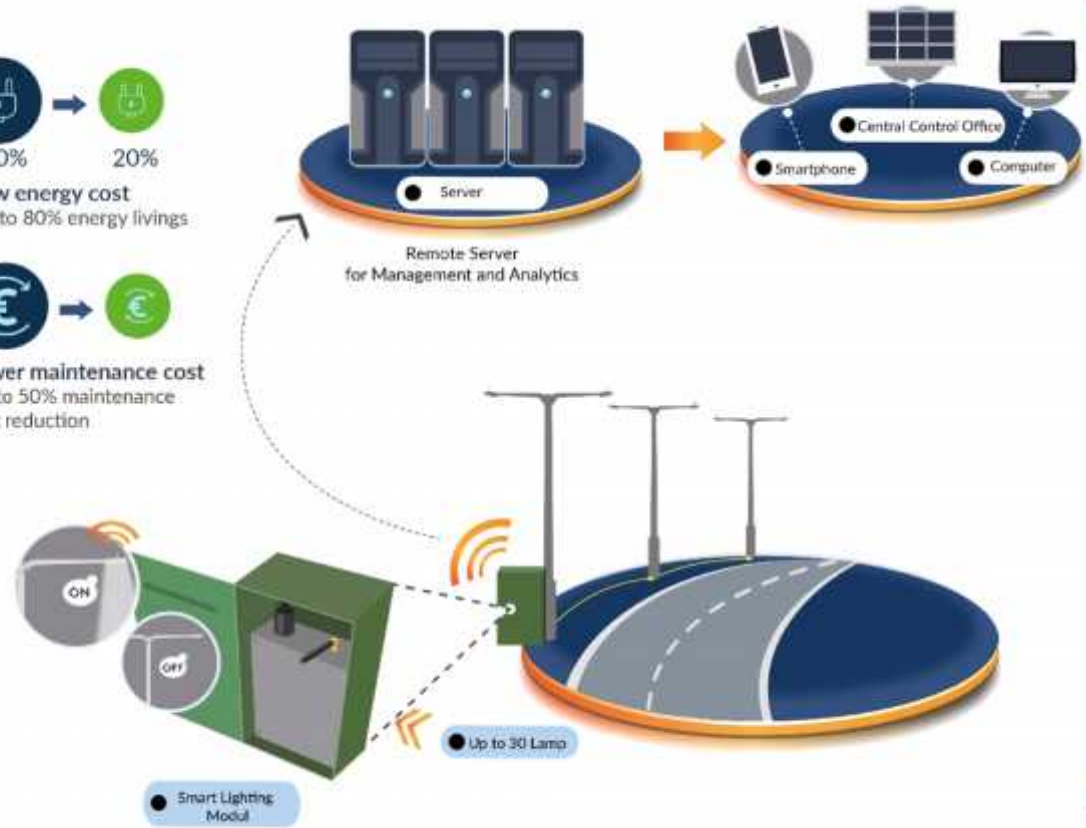 0%
20%
w energy cost
to 80% energy livings
€
€
ver maintenance cost
to 50% maintenance
t reduction
Server
Remote Server
for Management and Analytics
Central Control Office
Smartphone
Computer
ON
OFF
Up to 30 Lamp
Smart Lighting
Modul